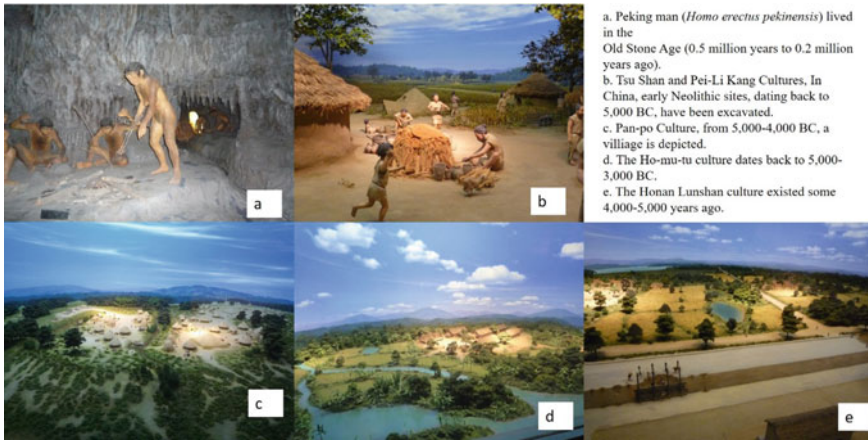 a. Peking man (Homo erectus pekinensis) lived
in the
Old Stone Age (0.5 million years to 0.2 million
years ago).
b. Tsu Shan and Pei-Li Kang Cultures, In
China, early Neolithic sites, dating back to
5,000 BC, have been excavated.
c. Pan-po Culture, from 5,000-4,000 BC, a
villiage is depicted.
d. The Ho-mu-tu culture dates back to 5,000-
3,000 BC.
e. The Honan Lunshan culture existed some
4,000-5,000 years ago.
a
b
c
d
e